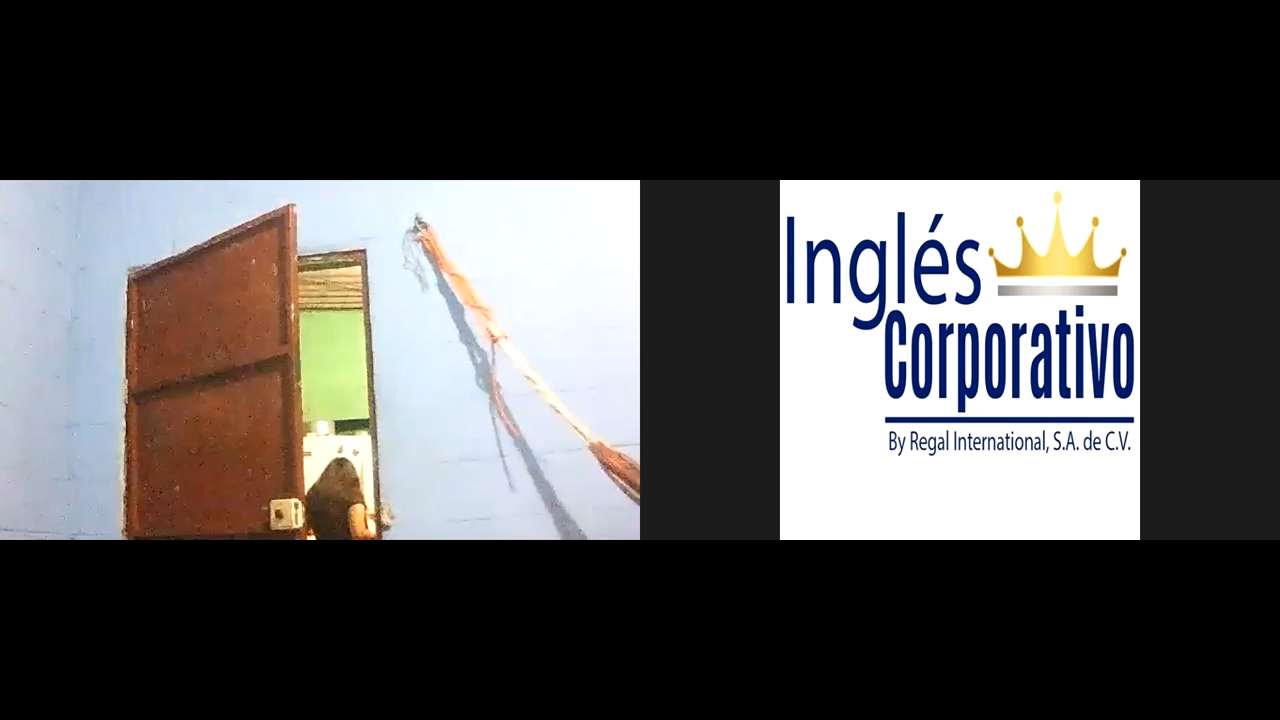 Inglés
Corporativo
By Regal International, S.A. de C.V.